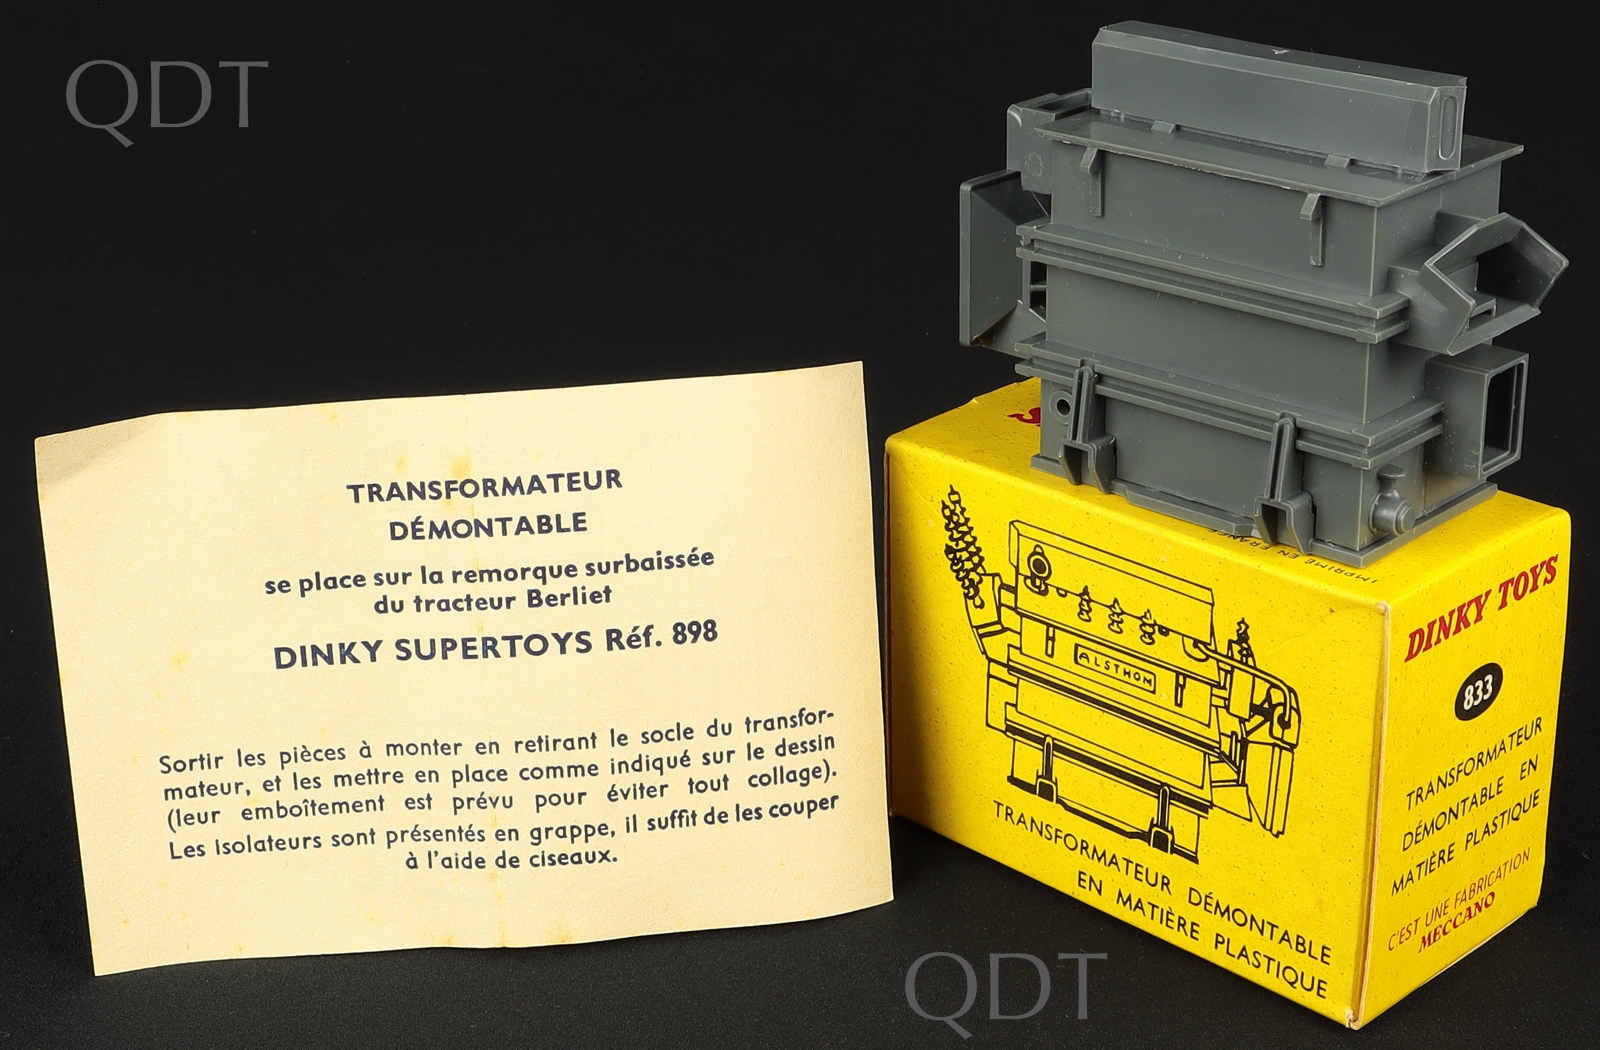 QDT
TRANSFORMATEUR
DÉMONTABLE
se place sur la remorque surbaissée
du tracteur Berliet
DINKY SUPERTOYS Réf. 898
Sortir les pièces à monter en retirant le socle du transfor-
mateur, et les mettre en place comme indiqué sur le dessin
(leur emboîtement est prévu pour éviter tout collage).
Les isolateurs sont présentés en grappe, il suffit de les couper
à l'aide de ciseaux.
IMPRIMÉ EN FRANCE
ALSTHOM
TRANSFORMATEUR DÉMONTABLE
EN MATIÈRE PLASTIQUE
DINKY TOYS
833
TRANSFORMATEUR
DÉMONTABLE EN
MATIÈRE PLASTIQUE
C'EST UNE FABRICATION
MECCANO
QDT